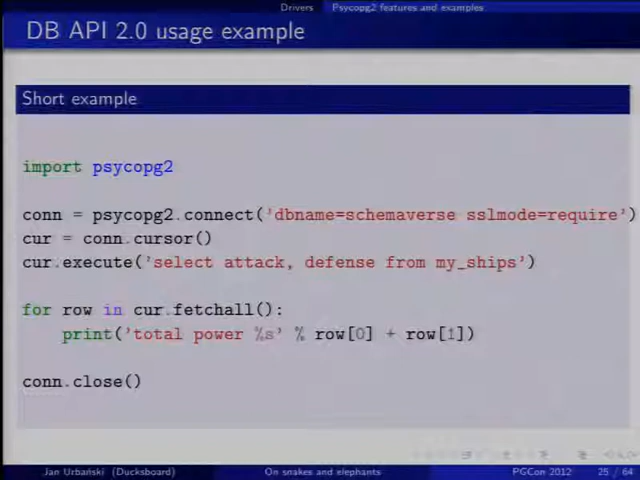 Drivers Psycopg2 features and examples
DB API 2.0 usage example
Short example
import psycopg2
conn = psycopg2.connect('dbname=schemaverse sslmode=require')
cur = conn.cursor()
cur.execute('select attack, defense from my_ships')
for row in cur.fetchall():
    print('total power %s' % row[0] + row[1])
conn.close()
Jan Urbański (Ducksboard) On snakes and elephants PGCon 2012 25 / 64